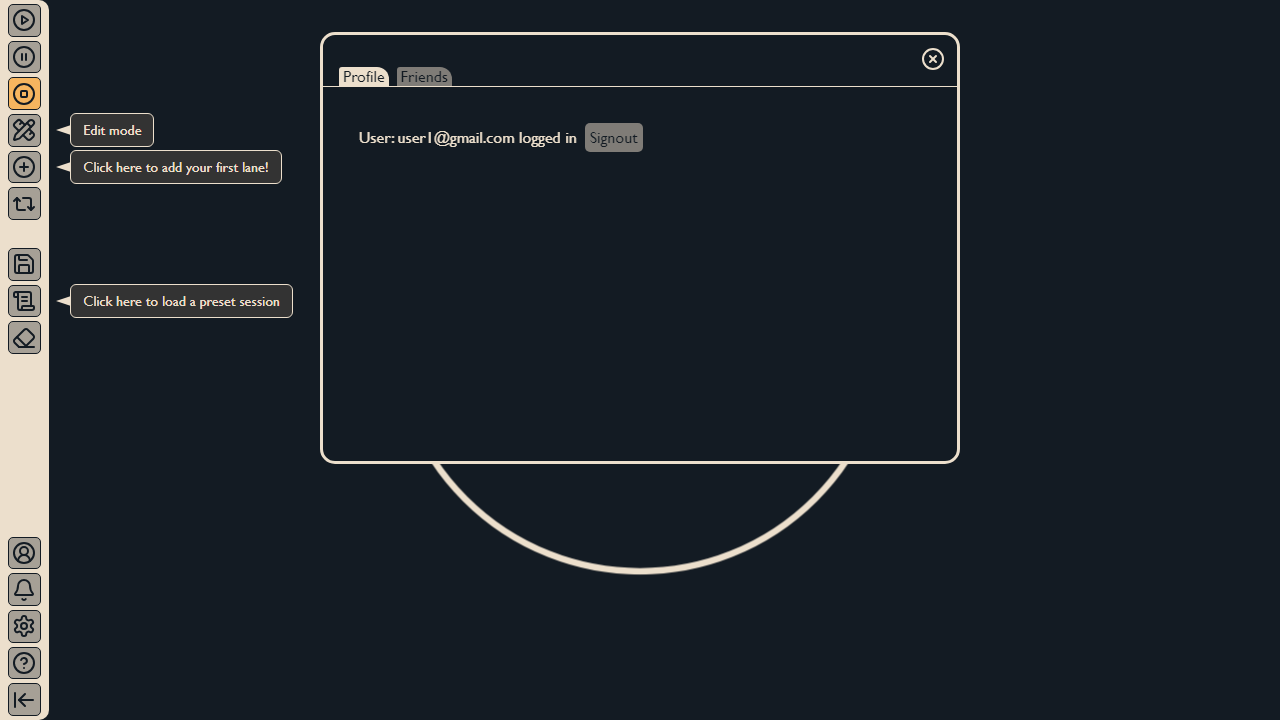 Profile Friends
User: user1@gmail.com logged in Signout
Edit mode
Click here to add your first lane!
Click here to load a preset session